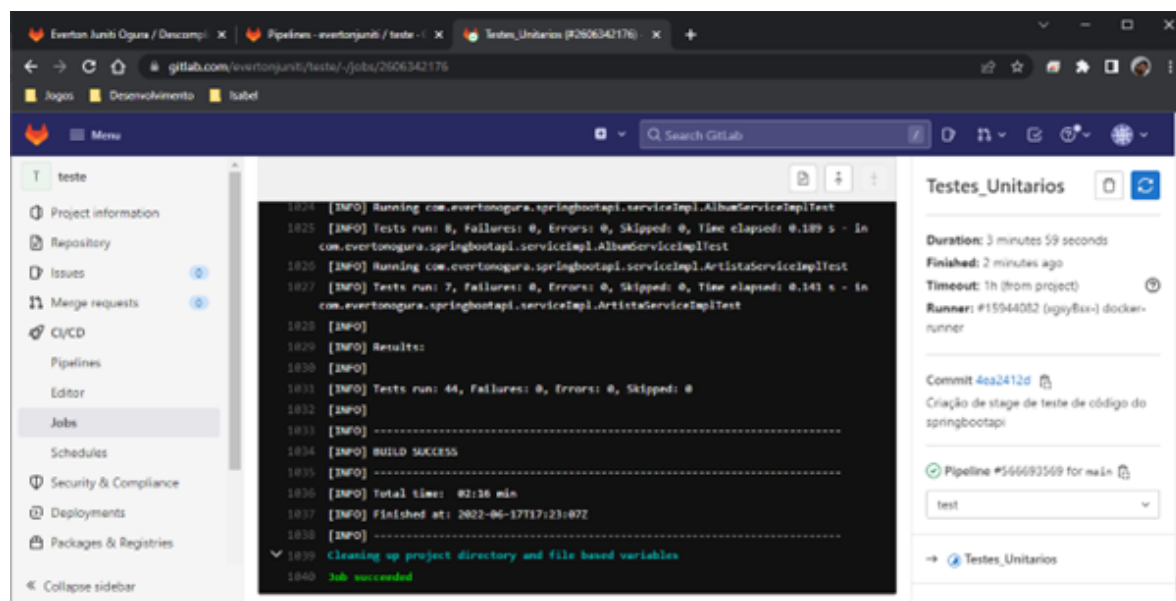 Everton Juniti Ogura / Descompl
Pipelines · evertonjuniti / teste · G
Testes_Unitarios (#2606342176)
gitlab.com/evertonjuniti/teste/-/jobs/2606342176
Jogos
Desenvolvimento
Isabel
Menu
Search GitLab
T teste
Project information
Repository
Issues 0
Merge requests 0
CI/CD
Pipelines
Editor
Jobs
Schedules
Security & Compliance
Deployments
Packages & Registries
Collapse sidebar
1024 [INFO] Running com.evertonogura.springbootapi.serviceImpl.AlbumServiceImplTest
1025 [INFO] Tests run: 8, Failures: 0, Errors: 0, Skipped: 0, Time elapsed: 0.189 s - in
com.evertonogura.springbootapi.serviceImpl.AlbumServiceImplTest
1026 [INFO] Running com.evertonogura.springbootapi.serviceImpl.ArtistaServiceImplTest
1027 [INFO] Tests run: 7, Failures: 0, Errors: 0, Skipped: 0, Time elapsed: 0.141 s - in
com.evertonogura.springbootapi.serviceImpl.ArtistaServiceImplTest
1028 [INFO]
1029 [INFO] Results:
1030 [INFO]
1031 [INFO] Tests run: 44, Failures: 0, Errors: 0, Skipped: 0
1032 [INFO]
1033 [INFO] ------------------------------------------------------------------------
1034 [INFO] BUILD SUCCESS
1035 [INFO] ------------------------------------------------------------------------
1036 [INFO] Total time: 02:16 min
1037 [INFO] Finished at: 2022-06-17T17:23:07Z
1038 [INFO] ------------------------------------------------------------------------
1039 Cleaning up project directory and file based variables
1040 Job succeeded
Testes_Unitarios
Duration: 3 minutes 59 seconds
Finished: 2 minutes ago
Timeout: 1h (from project)
Runner: #15944082 docker-
runner
Commit 4ea2412d
Criação de stage de teste de código do
springbootapi
Pipeline #566693569 for main
test
→ Testes_Unitarios